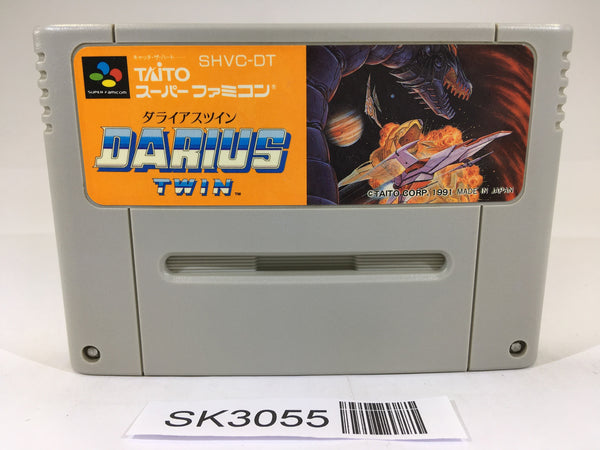 キャッチ・ザ・ハート
SHVC-DT
TAITO
SUPER FAMICOM
スーパーファミコン®
ダライアスツイン
DARIUS
TWIN™
©TAITO CORP. 1991 MADE IN JAPAN
SK3055